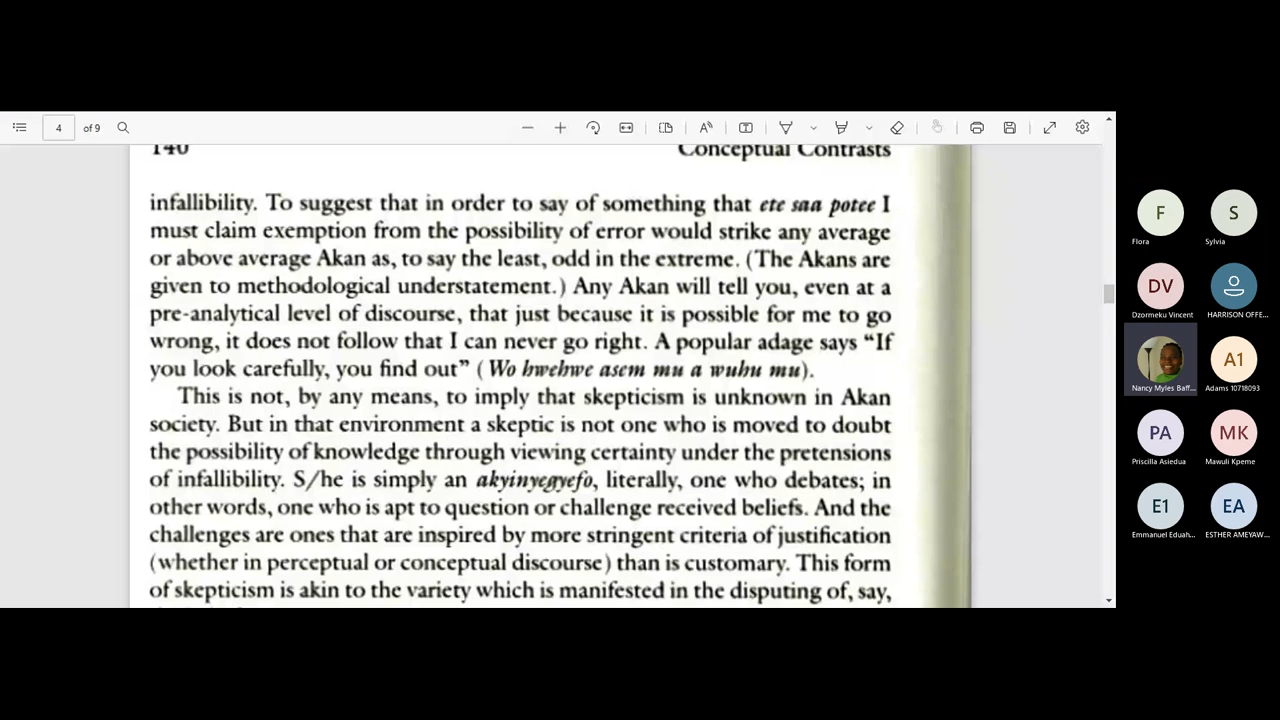 4 of 9
140 Conceptual Contrasts
infallibility. To suggest that in order to say of something that ete saa potee I
must claim exemption from the possibility of error would strike any average
or above average Akan as, to say the least, odd in the extreme. (The Akans are
given to methodological understatement.) Any Akan will tell you, even at a
pre-analytical level of discourse, that just because it is possible for me to go
wrong, it does not follow that I can never go right. A popular adage says “If
you look carefully, you find out” ( Wo hwehwe asem mu a wuhu mu).
This is not, by any means, to imply that skepticism is unknown in Akan
society. But in that environment a skeptic is not one who is moved to doubt
the possibility of knowledge through viewing certainty under the pretensions
of infallibility. S/he is simply an akyinyegyefo, literally, one who debates; in
other words, one who is apt to question or challenge received beliefs. And the
challenges are ones that are inspired by more stringent criteria of justification
(whether in perceptual or conceptual discourse) than is customary. This form
of skepticism is akin to the variety which is manifested in the disputing of, say,
F S
Flora Sylvia
DV
Dzormeku Vincent HARRISON OFFE...
A1
Nancy Myles Baff... Adams 10718093
PA MK
Priscilla Asiedua Mawuli Kpeme
E1 EA
Emmanuel Eduah... ESTHER AMEYAW...